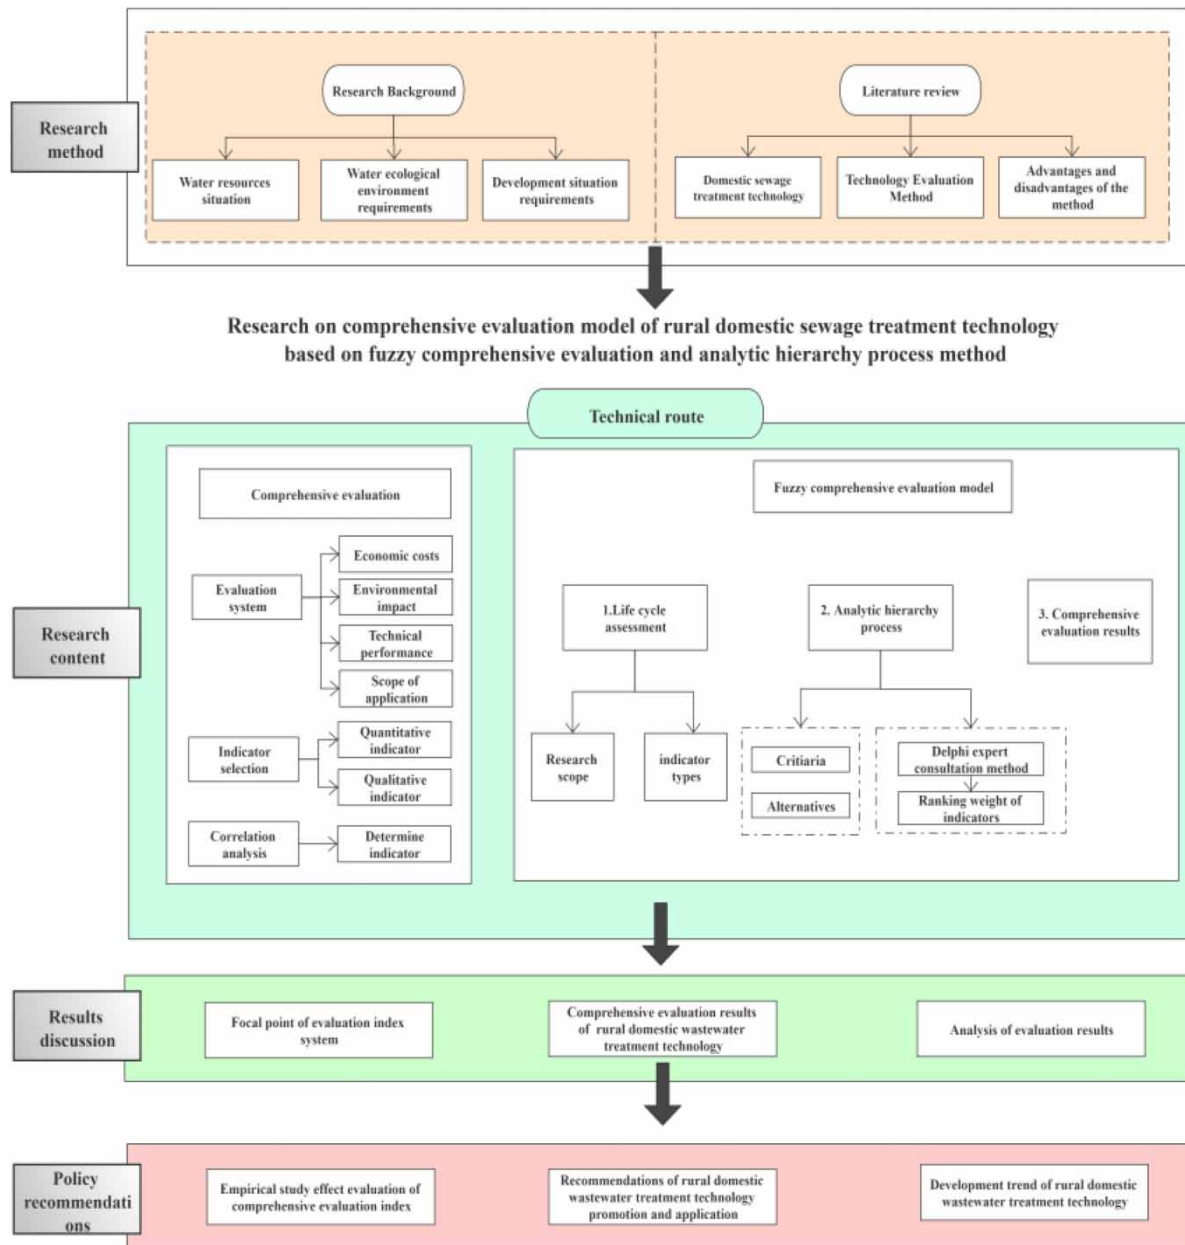 Research
method
Research Background
Water resources
situation
Water ecological
environment
requirements
Development situation
requirements
Literature review
Domestic sewage
treatment technology
Technology Evaluation
Method
Advantages and
disadvantages of the
method
Research on comprehensive evaluation model of rural domestic sewage treatment technology
based on fuzzy comprehensive evaluation and analytic hierarchy process method
Technical route
Research
content
Comprehensive evaluation
Evaluation
system
Economic costs
Environmental
impact
Technical
performance
Scope of
application
Indicator
selection
Quantitative
indicator
Qualitative
indicator
Correlation
analysis
Determine
indicator
Fuzzy comprehensive evaluation model
1.Life cycle
assessment
Research
scope
indicator
types
2. Analytic hierarchy
process
Critiaria
Alternatives
Delphi expert
consultation method
Ranking weight of
indicators
3. Comprehensive
evaluation results
Results
discussion
Focal point of evaluation index
system
Comprehensive evaluation results
of rural domestic wastewater
treatment technology
Analysis of evaluation results
Policy
recommendati
ons
Empirical study effect evaluation of
comprehensive evaluation index
Recommendations of rural domestic
wastewater treatment technology
promotion and application
Development trend of rural domestic
wastewater treatment technology